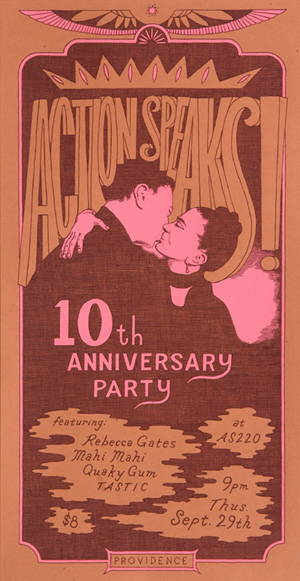 ACTION SPEAKS!
10th
ANNIVERSARY
PARTY
featuring:
Rebecca Gates
Mahi Mahi
Quaky Gum
TASTIC
$8
at
AS220
9pm
Thus.
Sept. 29th
PROVIDENCE